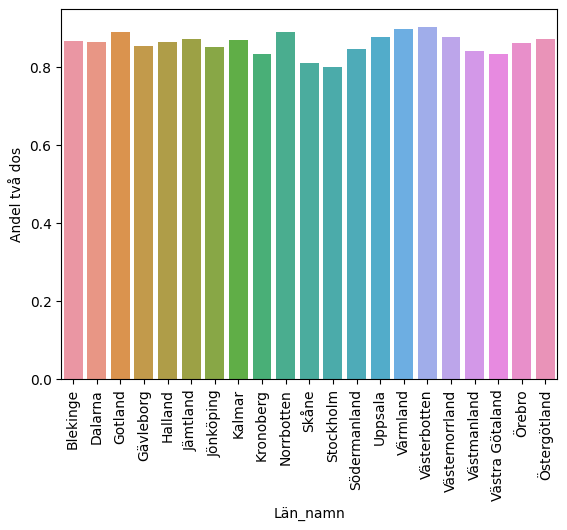 Andel två dos
0.8
0.6
0.4
0.2
0.0
Blekinge
Dalarna
Gotland
Gävleborg
Halland
Jämtland
Jönköping
Kalmar
Kronoberg
Norrbotten
Skåne
Stockholm
Södermanland
Uppsala
Värmland
Västerbotten
Västernorrland
Västmanland
Västra Götaland
Örebro
Östergötland
Län_namn